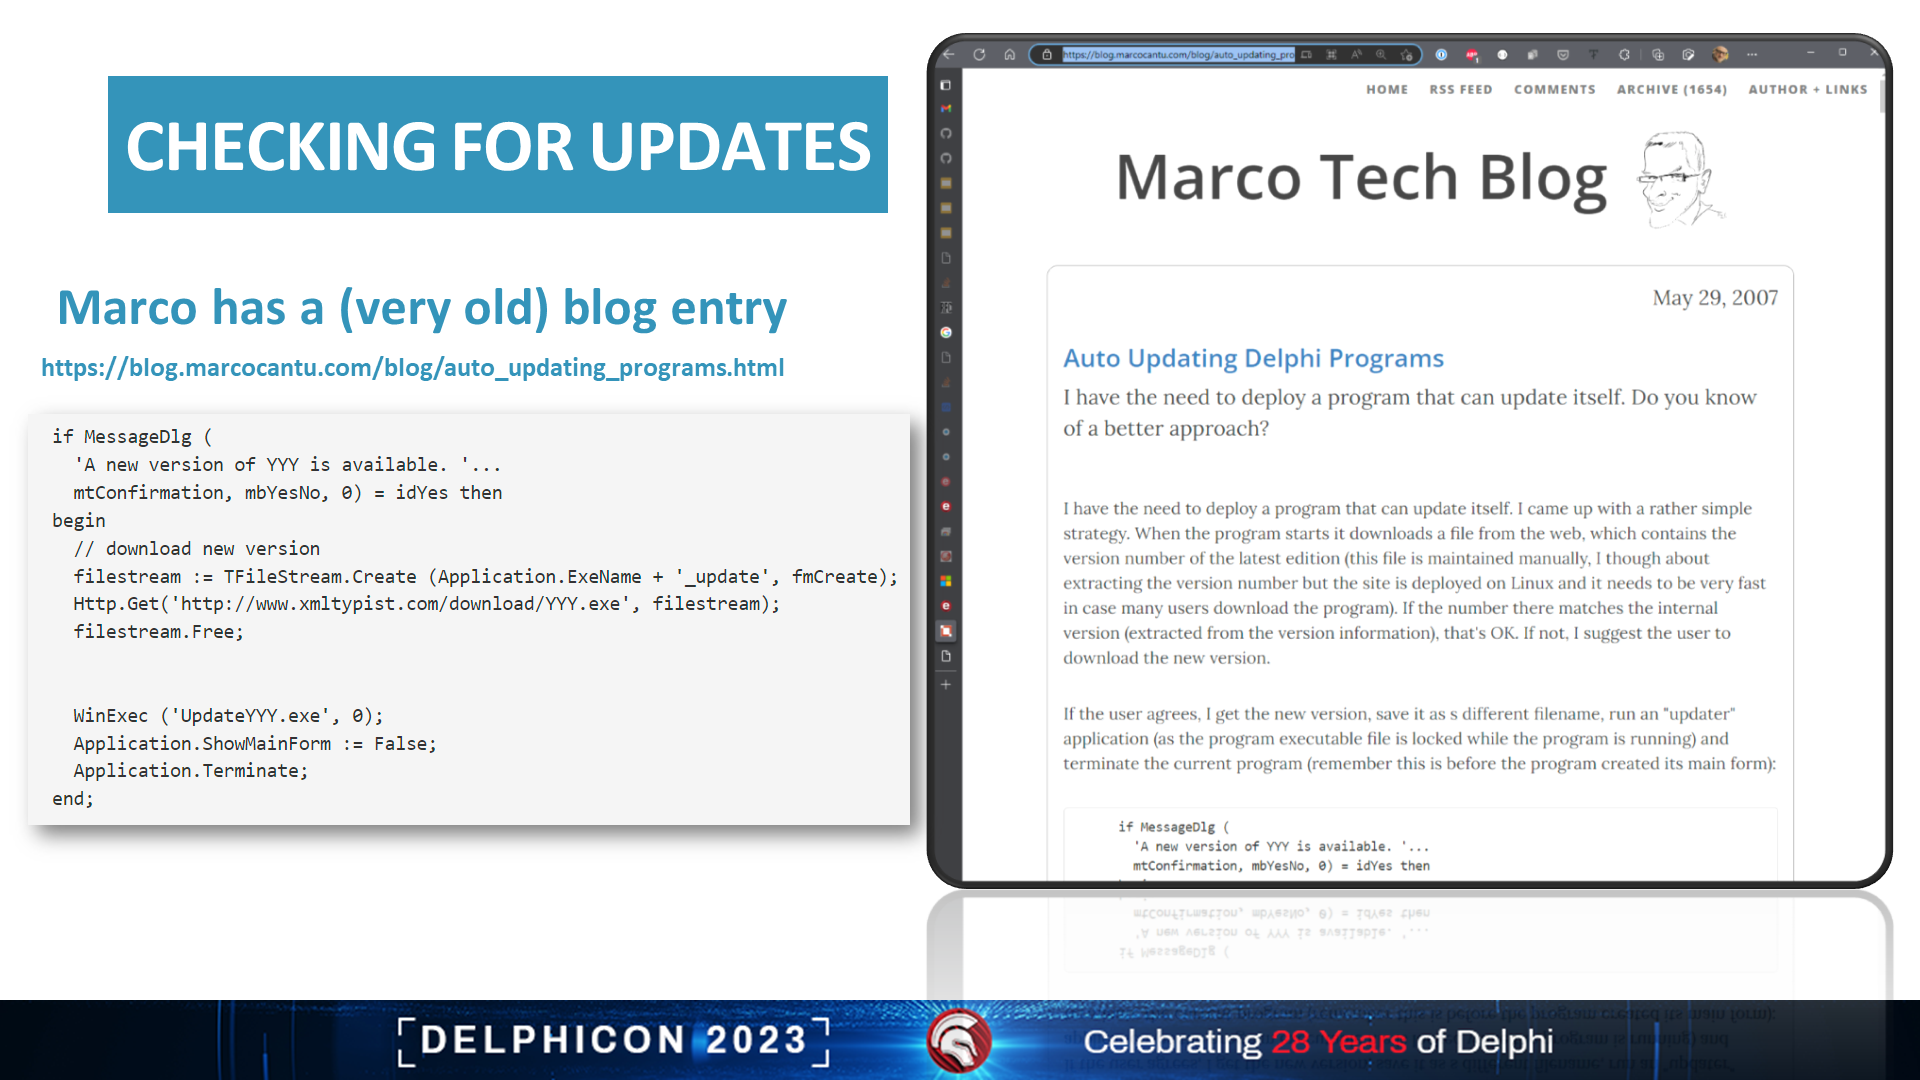 CHECKING FOR UPDATES
Marco has a (very old) blog entry
https://blog.marcocantu.com/blog/auto_updating_programs.html
if MessageDlg (
  'A new version of YYY is available. '...
  mtConfirmation, mbYesNo, 0) = idYes then
begin
  // download new version
  filestream := TFileStream.Create (Application.ExeName + '_update', fmCreate);
  Http.Get('http://www.xmltypist.com/download/YYY.exe', filestream);
  filestream.Free;
  WinExec ('UpdateYYY.exe', 0);
  Application.ShowMainForm := False;
  Application.Terminate;
end;
https://blog.marcocantu.com/blog/auto_updating_pro
HOME RSS FEED COMMENTS ARCHIVE (1654) AUTHOR + LINKS
Marco Tech Blog
May 29, 2007
Auto Updating Delphi Programs
I have the need to deploy a program that can update itself. Do you know
of a better approach?
I have the need to deploy a program that can update itself. I came up with a rather simple
strategy. When the program starts it downloads a file from the web, which contains the
version number of the latest edition (this file is maintained manually, I though about
extracting the version number but the site is deployed on Linux and it needs to be very fast
in case many users download the program). If the number there matches the internal
version (extracted from the version information), that's OK. If not, I suggest the user to
download the new version.
If the user agrees, I get the new version, save it as s different filename, run an "updater"
application (as the program executable file is locked while the program is running) and
terminate the current program (remember this is before the program created its main form):
if MessageDlg (
  'A new version of YYY is available. '...
  mtConfirmation, mbYesNo, 0) = idYes then
DELPHICON 2023
Celebrating 28 Years of Delphi